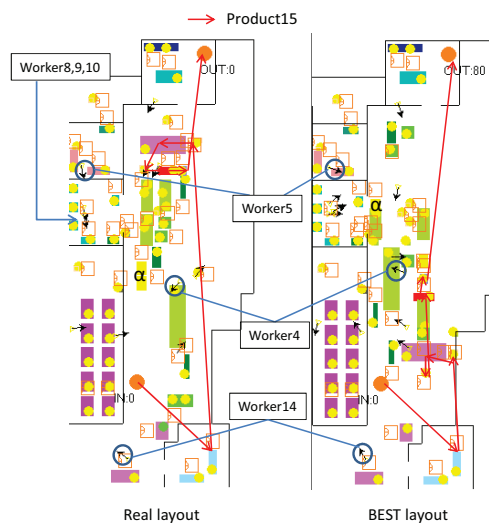 Product15
Worker8,9,10
OUT:0
OUT:80
Worker5
α
α
Worker4
IN:0
IN:0
Worker14
Real layout
BEST layout